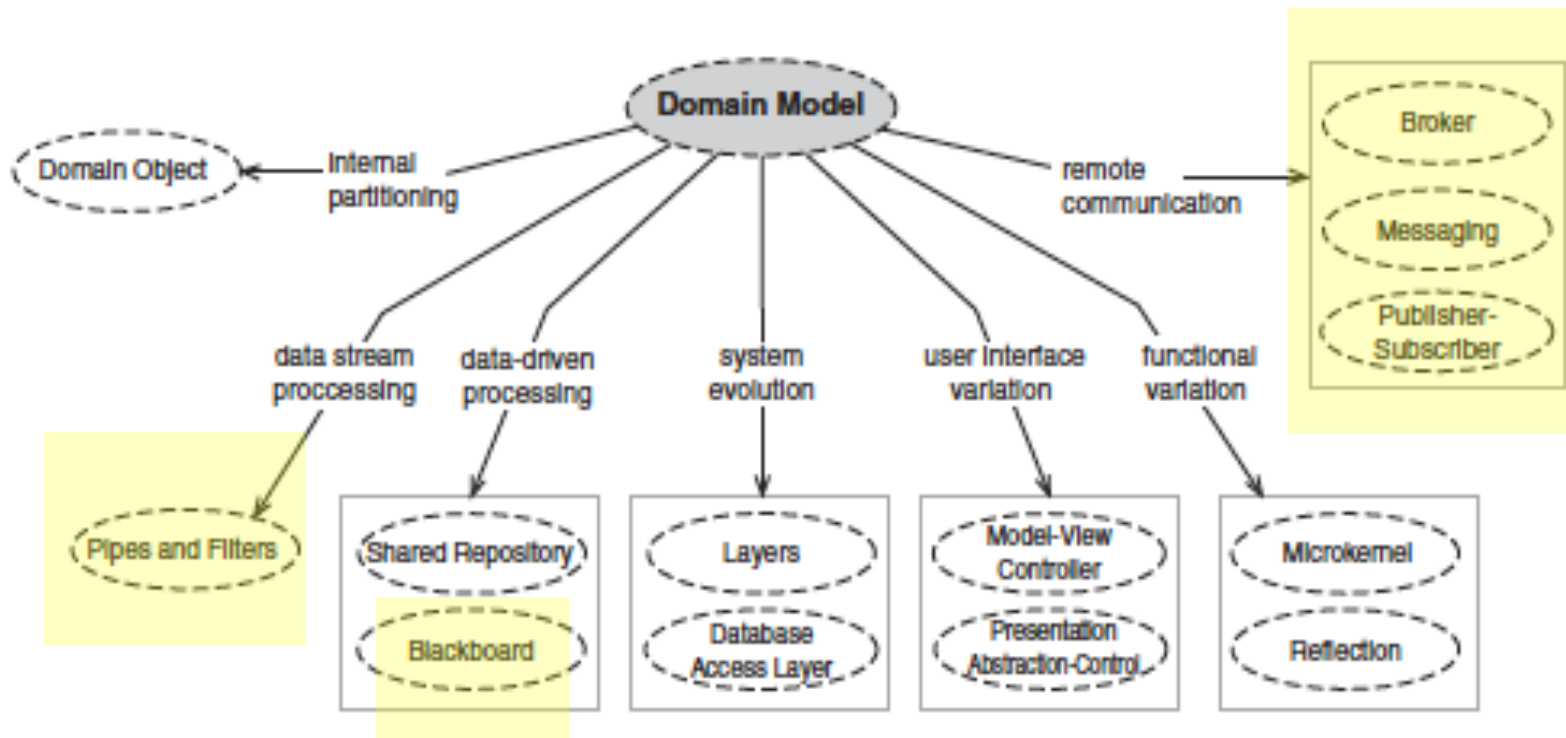 Domain Model
Broker
Domain Object
Internal
partitioning
remote
communication
Messaging
Publisher-
Subscriber
data stream
proccessing
data-driven
processing
system
evolution
user interface
variation
functional
variation
Pipes and Filters
Shared Repository
Blackboard
Layers
Database
Access Layer
Model-View
Controller
Presentation
Abstraction-Control
Microkernel
Reflection